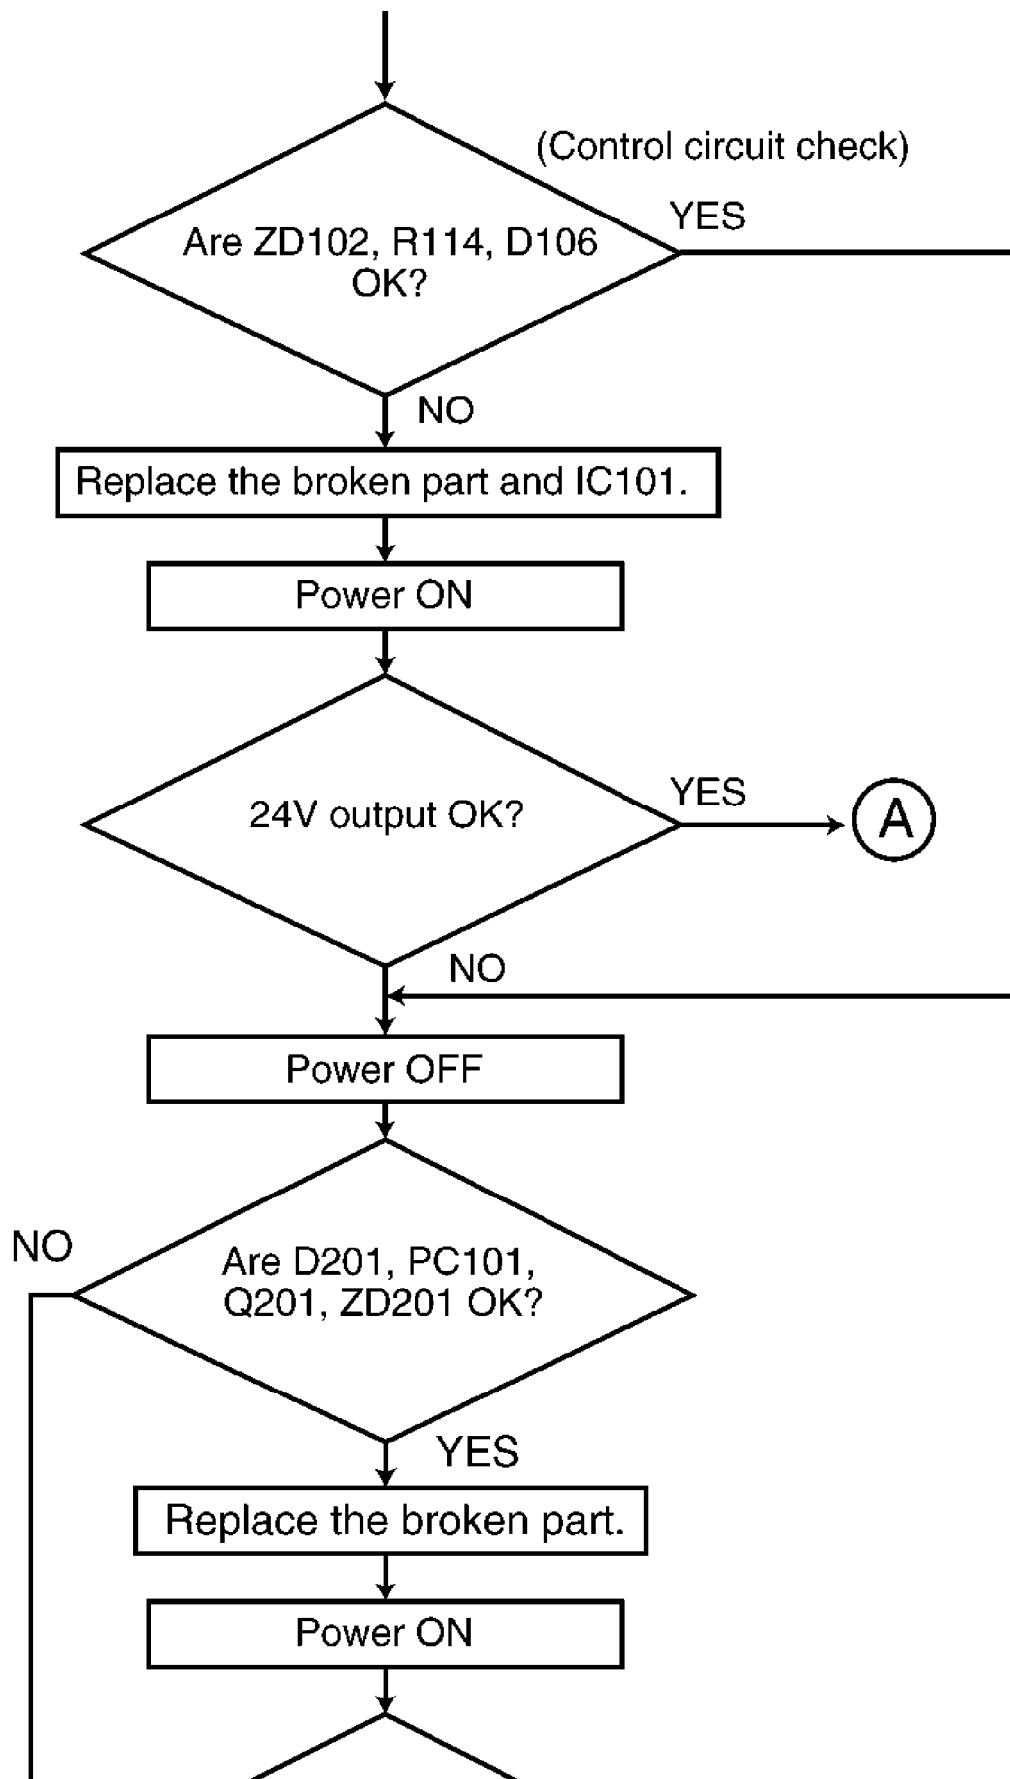 (Control circuit check)
YES
Are ZD102, R114, D106
OK?
NO
Replace the broken part and IC101.
Power ON
YES
24V output OK?
A
NO
Power OFF
NO
Are D201, PC101,
Q201, ZD201 OK?
YES
Replace the broken part.
Power ON